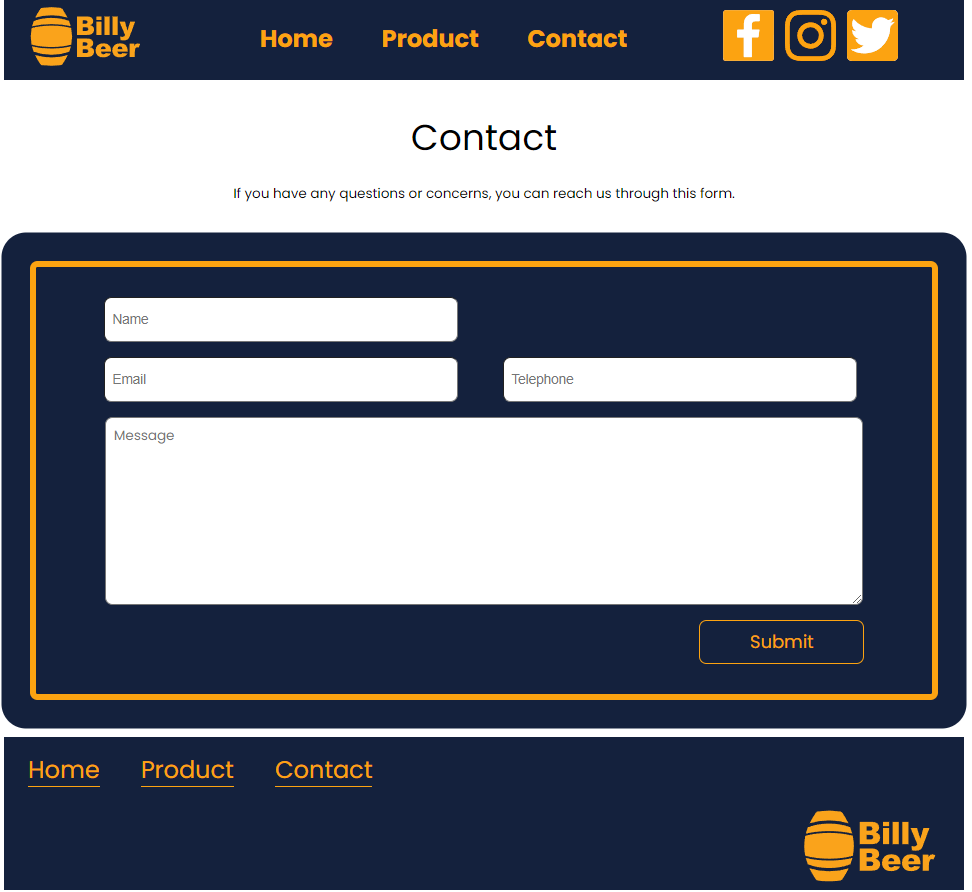 Billy
Beer
Home Product Contact
Contact
If you have any questions or concerns, you can reach us through this form.
Name
Email Telephone
Message
Submit
Home Product Contact
Billy
Beer